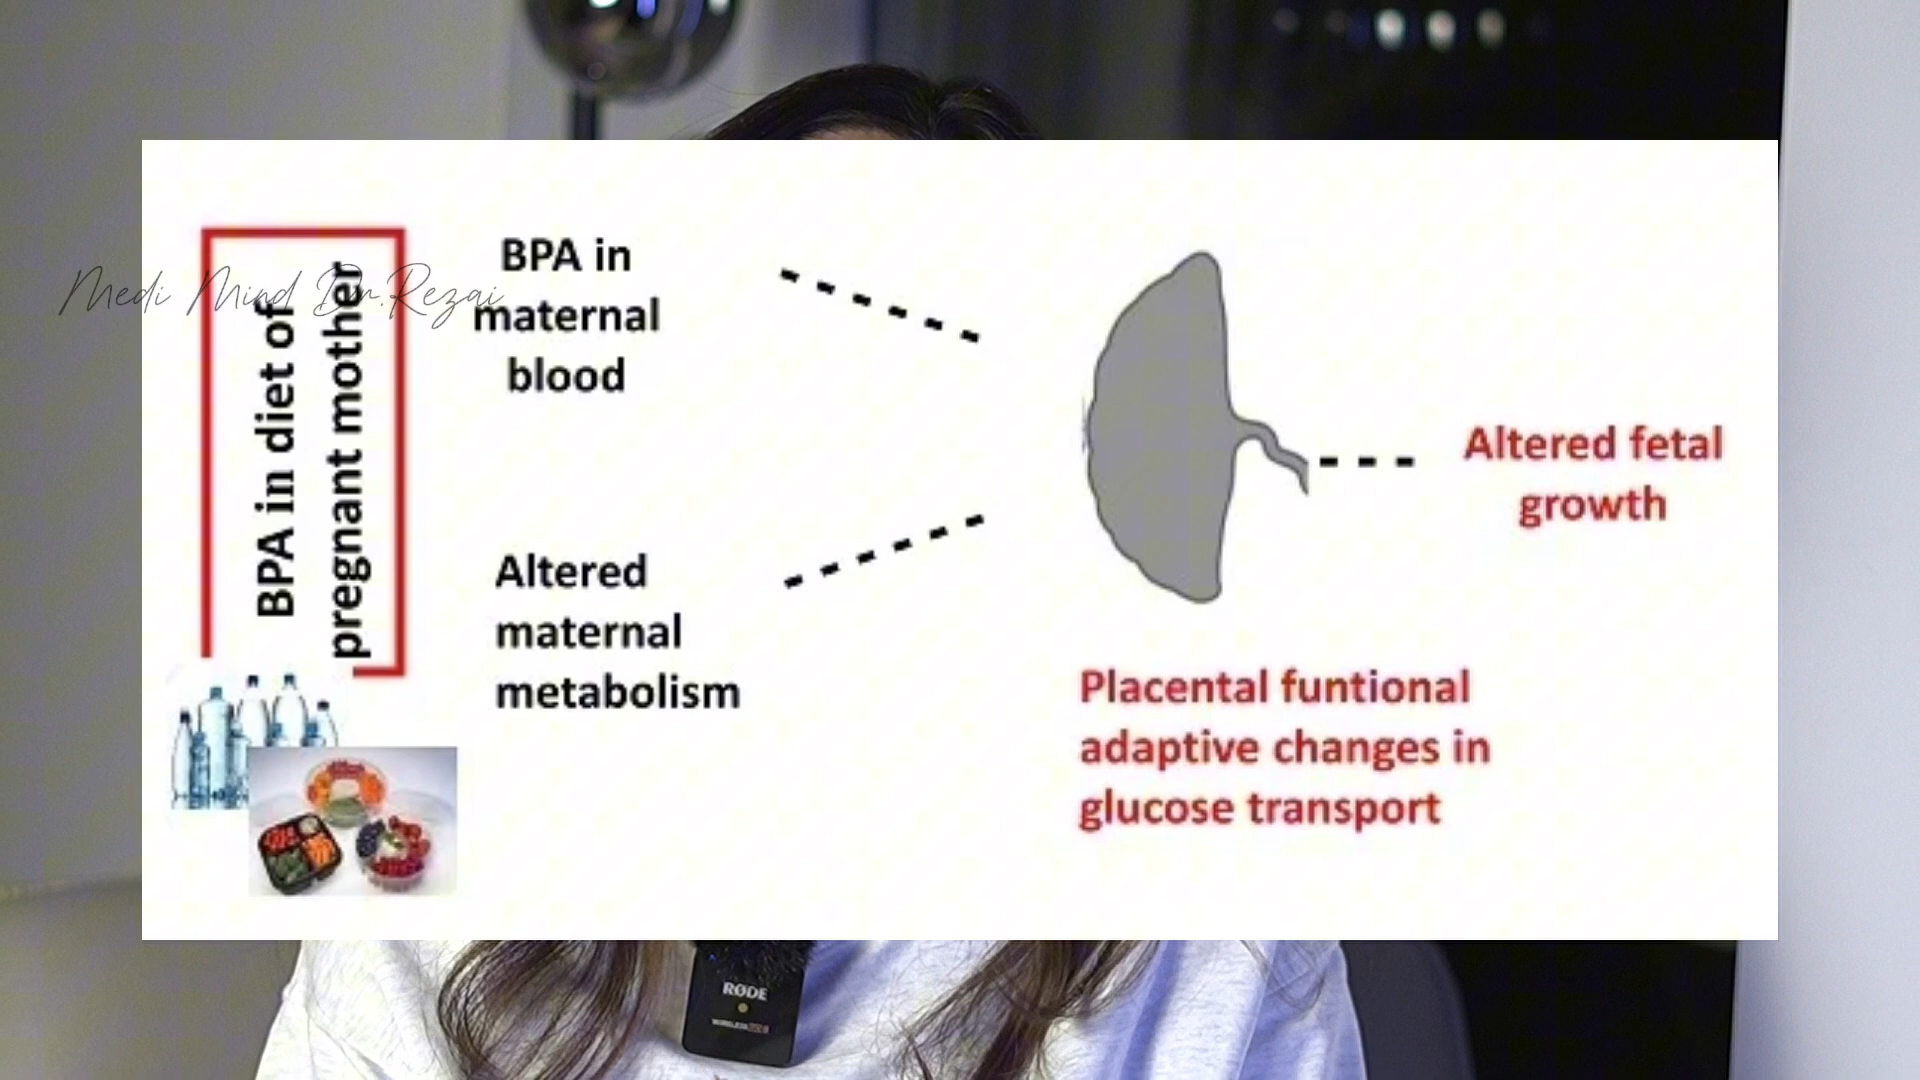 BPA in diet of
pregnant mother
Medi Mind Dr.Rezai
BPA in
maternal
blood
Altered
maternal
metabolism
Altered fetal
growth
Placental funtional
adaptive changes in
glucose transport
RØDE